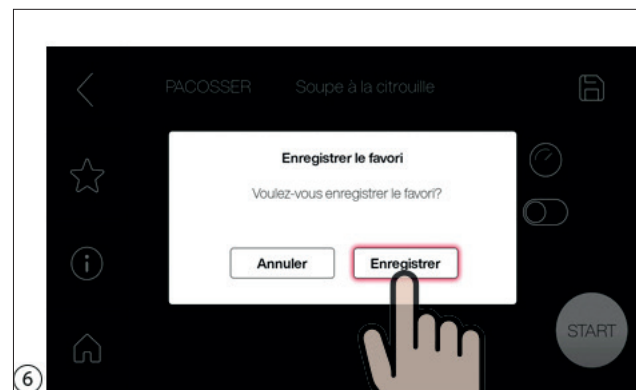 PACOSSER Soupe à la citrouille
Enregistrer le favori
Voulez-vous enregistrer le favori?
Annuler Enregistrer
START
6